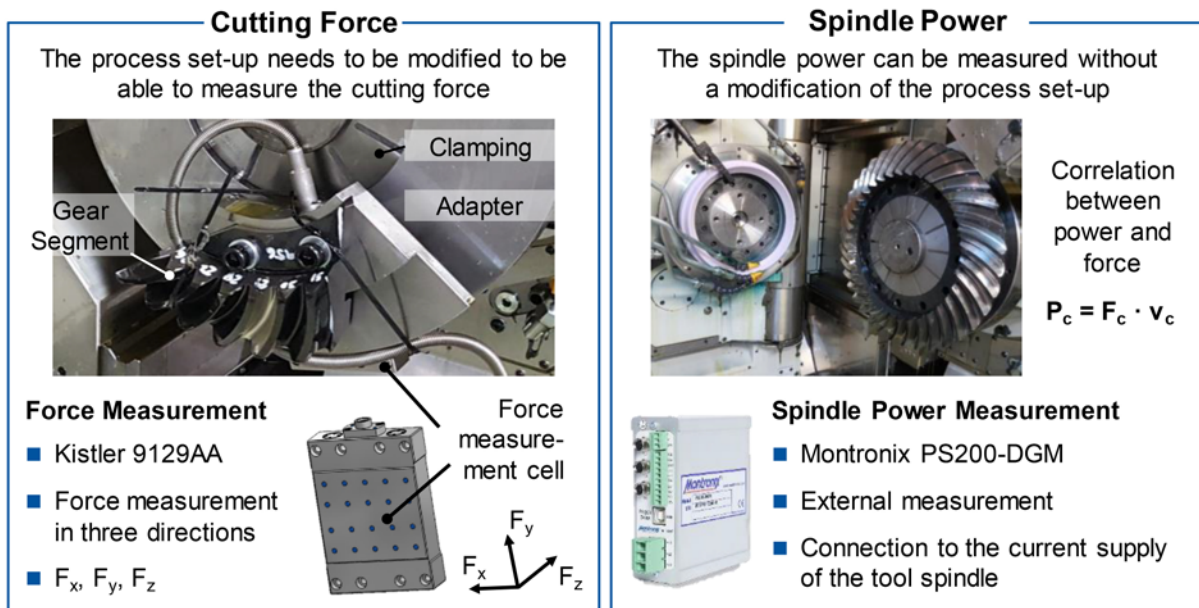 Cutting Force
The process set-up needs to be modified to be
able to measure the cutting force
Clamping
Adapter
Gear
Segment
Force Measurement
Kistler 9129AA
Force measurement
in three directions
Fx, Fy, Fz
Force
measure-
ment cell
Fy
Fx
Fz
Spindle Power
The spindle power can be measured without
a modification of the process set-up
Correlation
between
power and
force
Pc = Fc · vc
Montronix
Spindle Power Measurement
Montronix PS200-DGM
External measurement
Connection to the current supply
of the tool spindle